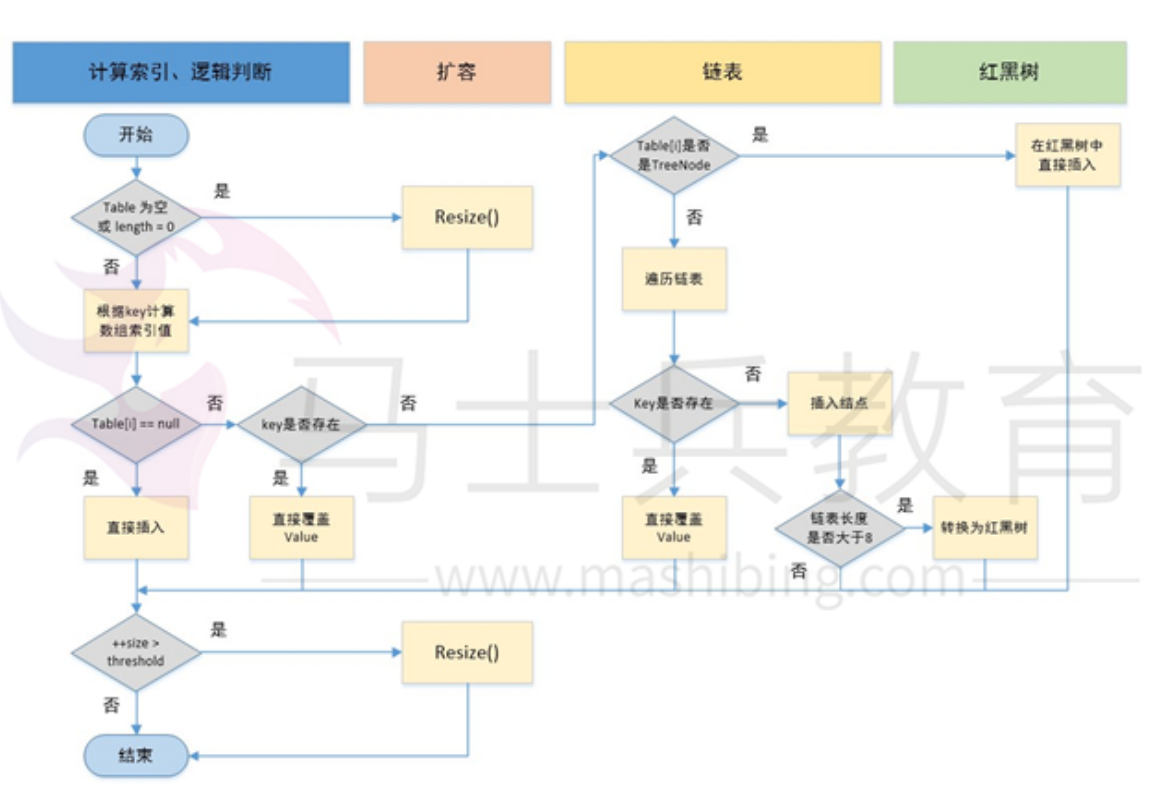 计算索引、逻辑判断
扩容
链表
红黑树
开始
Table 为空
或 length = 0
是
Resize()
否
根据key计算
数组索引值
Table[i] == null
否
key是否存在
否
是
直接插入
是
直接覆盖
Value
Table[i]是否
是TreeNode
是
在红黑树中
直接插入
否
遍历链表
Key是否存在
否
插入结点
是
直接覆盖
Value
链表长度
是否大于8
是
转换为红黑树
否
++size >
threshold
是
Resize()
否
结束
马士兵教育
www.mashibing.com